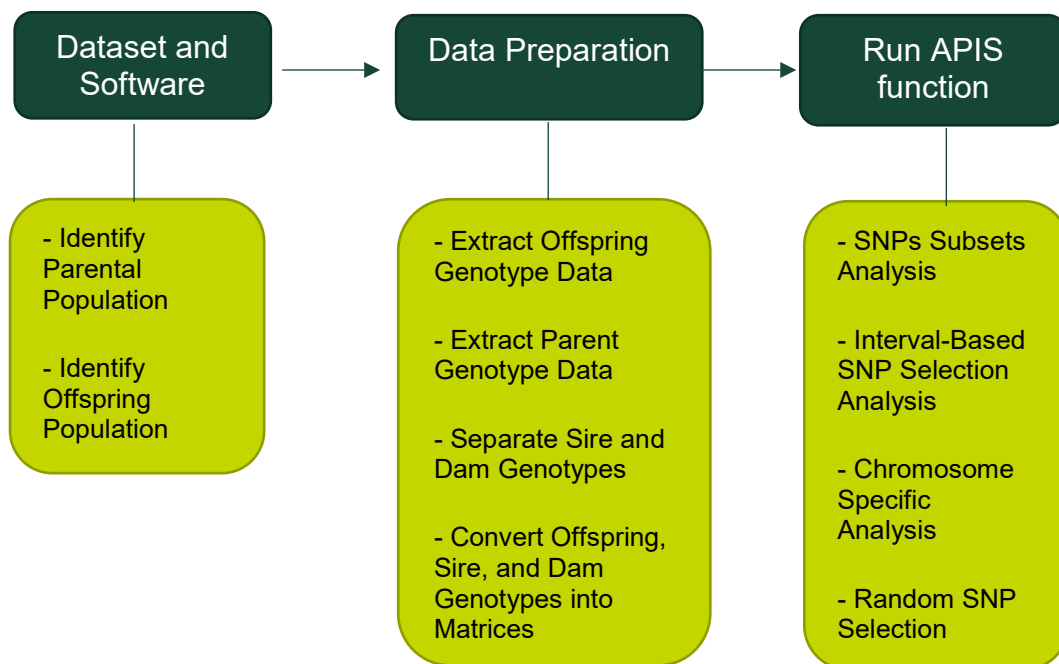 Dataset and
Software
- Identify
Parental
Population
- Identify
Offspring
Population
Data Preparation
- Extract Offspring
Genotype Data
- Extract Parent
Genotype Data
- Separate Sire and
Dam Genotypes
- Convert Offspring,
Sire, and Dam
Genotypes into
Matrices
Run APIS
function
- SNPs Subsets
Analysis
- Interval-Based
SNP Selection
Analysis
- Chromosome
Specific
Analysis
- Random SNP
Selection